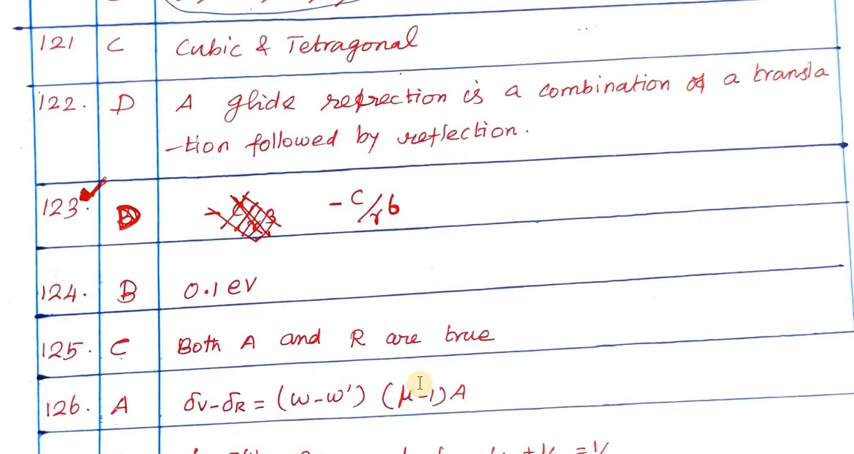 121 C Cubic & Tetragonal
122. D A glide refrection is a combination of a transla
-tion followed by reflection.
123. D -C/r6
124. B 0.1 ev
125. C Both A and R are true
126. A δV-δR = (ω-ω') (μ-1)A